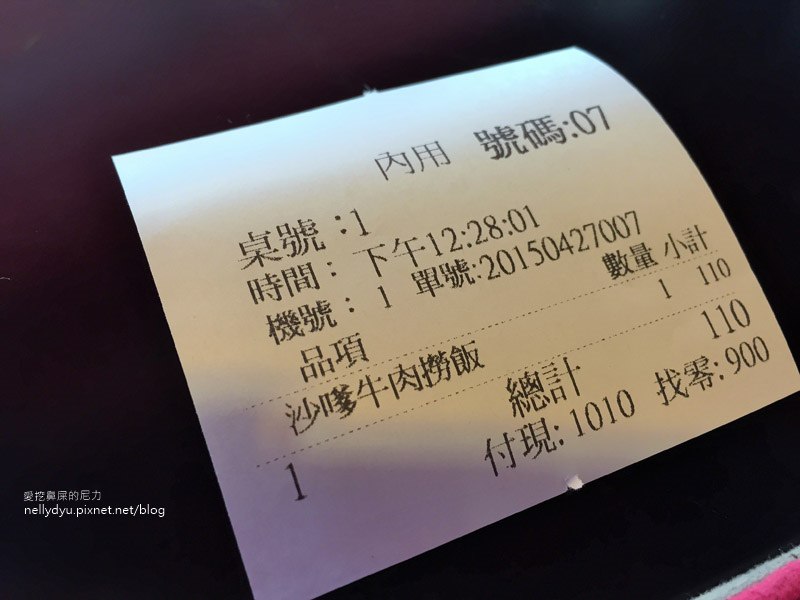 內用 號碼:07
桌號：1
時間：下午12:28:01
機號：1 單號:20150427007
品項 數量 小計
沙嗲牛肉撈飯 1 110
總計 110
1 付現:1010 找零:900
愛挖鼻屎的尼力
nellydyu.pixnet.net/blog